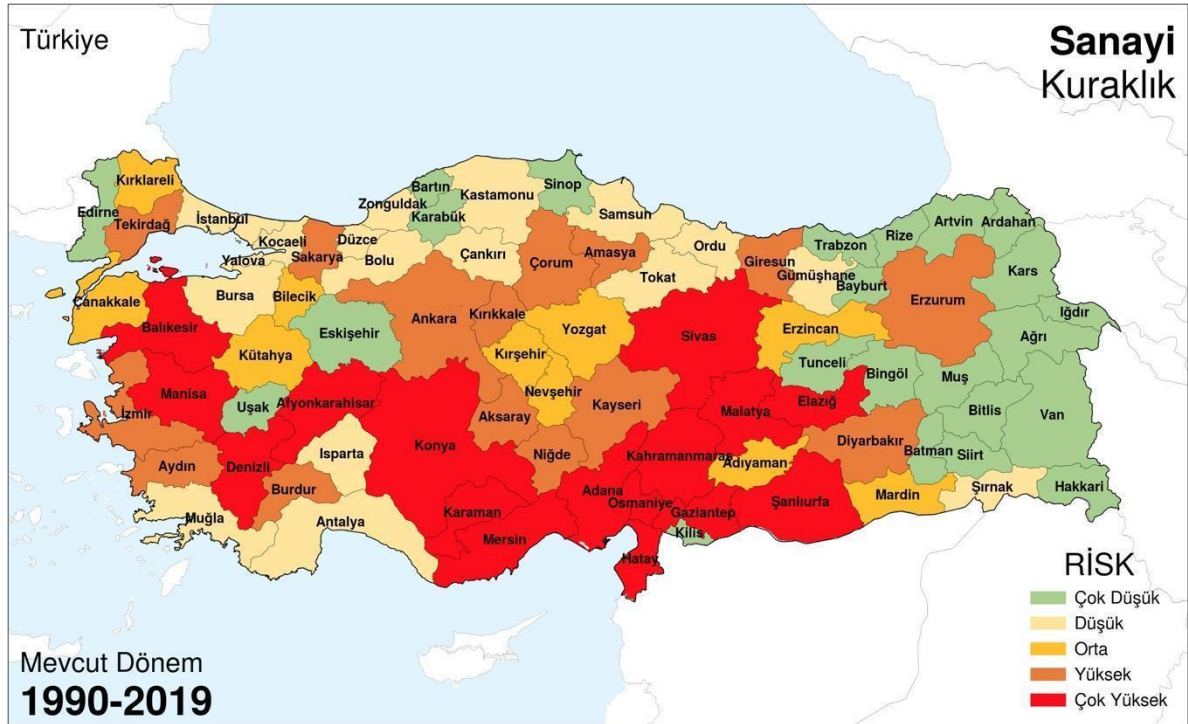 Türkiye
Sanayi
Kuraklık
Kırklareli
Edirne
Tekirdağ
İstanbul
Kocaeli
Yalova
Sakarya
Düzce
Bolu
Zonguldak
Bartın
Karabük
Kastamonu
Sinop
Çankırı
Samsun
Çorum
Amasya
Ordu
Tokat
Giresun
Gümüşhane
Trabzon
Bayburt
Rize
Artvin
Ardahan
Kars
Erzurum
Iğdır
Ağrı
Çanakkale
Balıkesir
Bursa
Bilecik
Kütahya
Eskişehir
Ankara
Kırıkkale
Kırşehir
Yozgat
Sivas
Erzincan
Tunceli
Bingöl
Muş
Bitlis
Van
Manisa
İzmir
Uşak
Afyonkarahisar
Konya
Aksaray
Nevşehir
Kayseri
Niğde
Malatya
Elazığ
Diyarbakır
Batman
Siirt
Şırnak
Hakkari
Aydın
Denizli
Burdur
Isparta
Muğla
Antalya
Karaman
Mersin
Adana
Osmaniye
Kahramanmaraş
Adıyaman
Gaziantep
Kilis
Hatay
Şanlıurfa
Mardin
RİSK
Çok Düşük
Düşük
Orta
Yüksek
Çok Yüksek
Mevcut Dönem
1990-2019